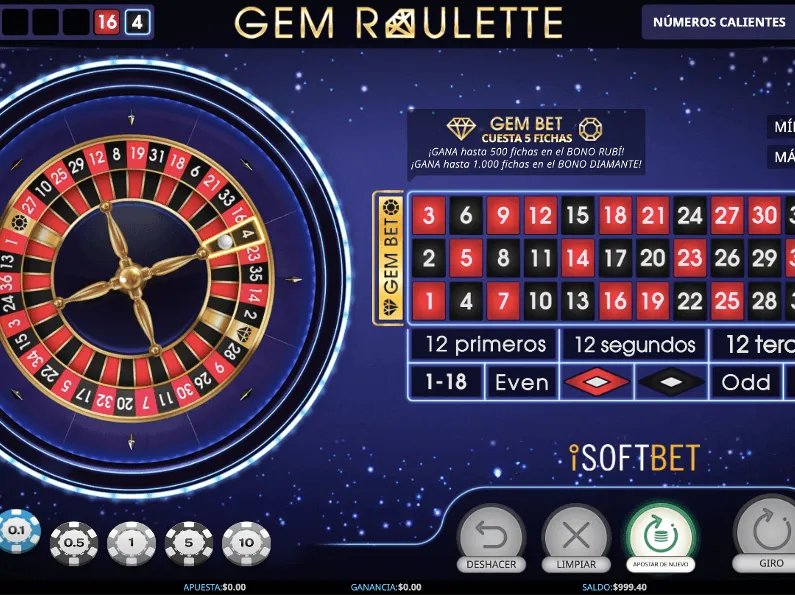 16 4
GEM ROULETTE
NÚMEROS CALIENTES
GEM BET
CUESTA 5 FICHAS
¡GANA hasta 500 fichas en el BONO RUBÍ!
¡GANA hasta 1.000 fichas en el BONO DIAMANTE!
GEM BET
3 6 9 12 15 18 21 24 27 30
2 5 8 11 14 17 20 23 26 29
1 4 7 10 13 16 19 22 25 28
12 primeros 12 segundos 12
1-18 Even Odd
27 10 25 29 12 8 19 31 18 6 21 33 16 4 23 35 14 2 28 9 26 30 11 7 20 32 17 5 22 34 15 3 24 36 13 1
iSOFTBET
0.1 0.5 1 5 10
DESHACER LIMPIAR APOSTAR DE NUEVO GIRO
APUESTA:$0.00 GANANCIA:$0.00 SALDO:$999.40